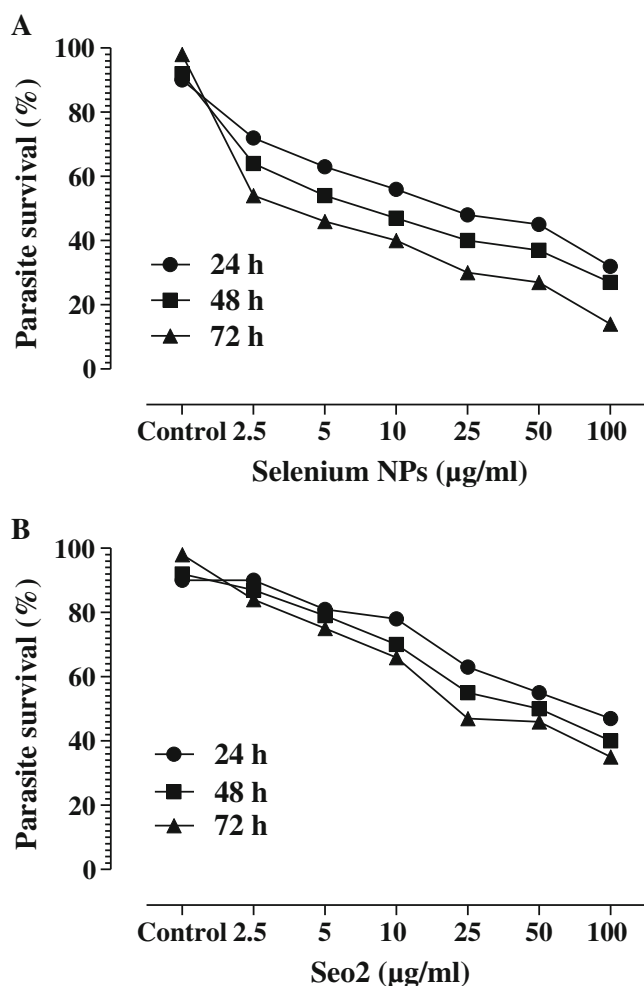 A
Parasite survival (%)
100
80
60
40
20
0
24 h
48 h
72 h
Control 2.5 5 10 25 50 100
Selenium NPs (µg/ml)
B
Parasite survival (%)
100
80
60
40
20
0
24 h
48 h
72 h
Control 2.5 5 10 25 50 100
Seo2 (µg/ml)